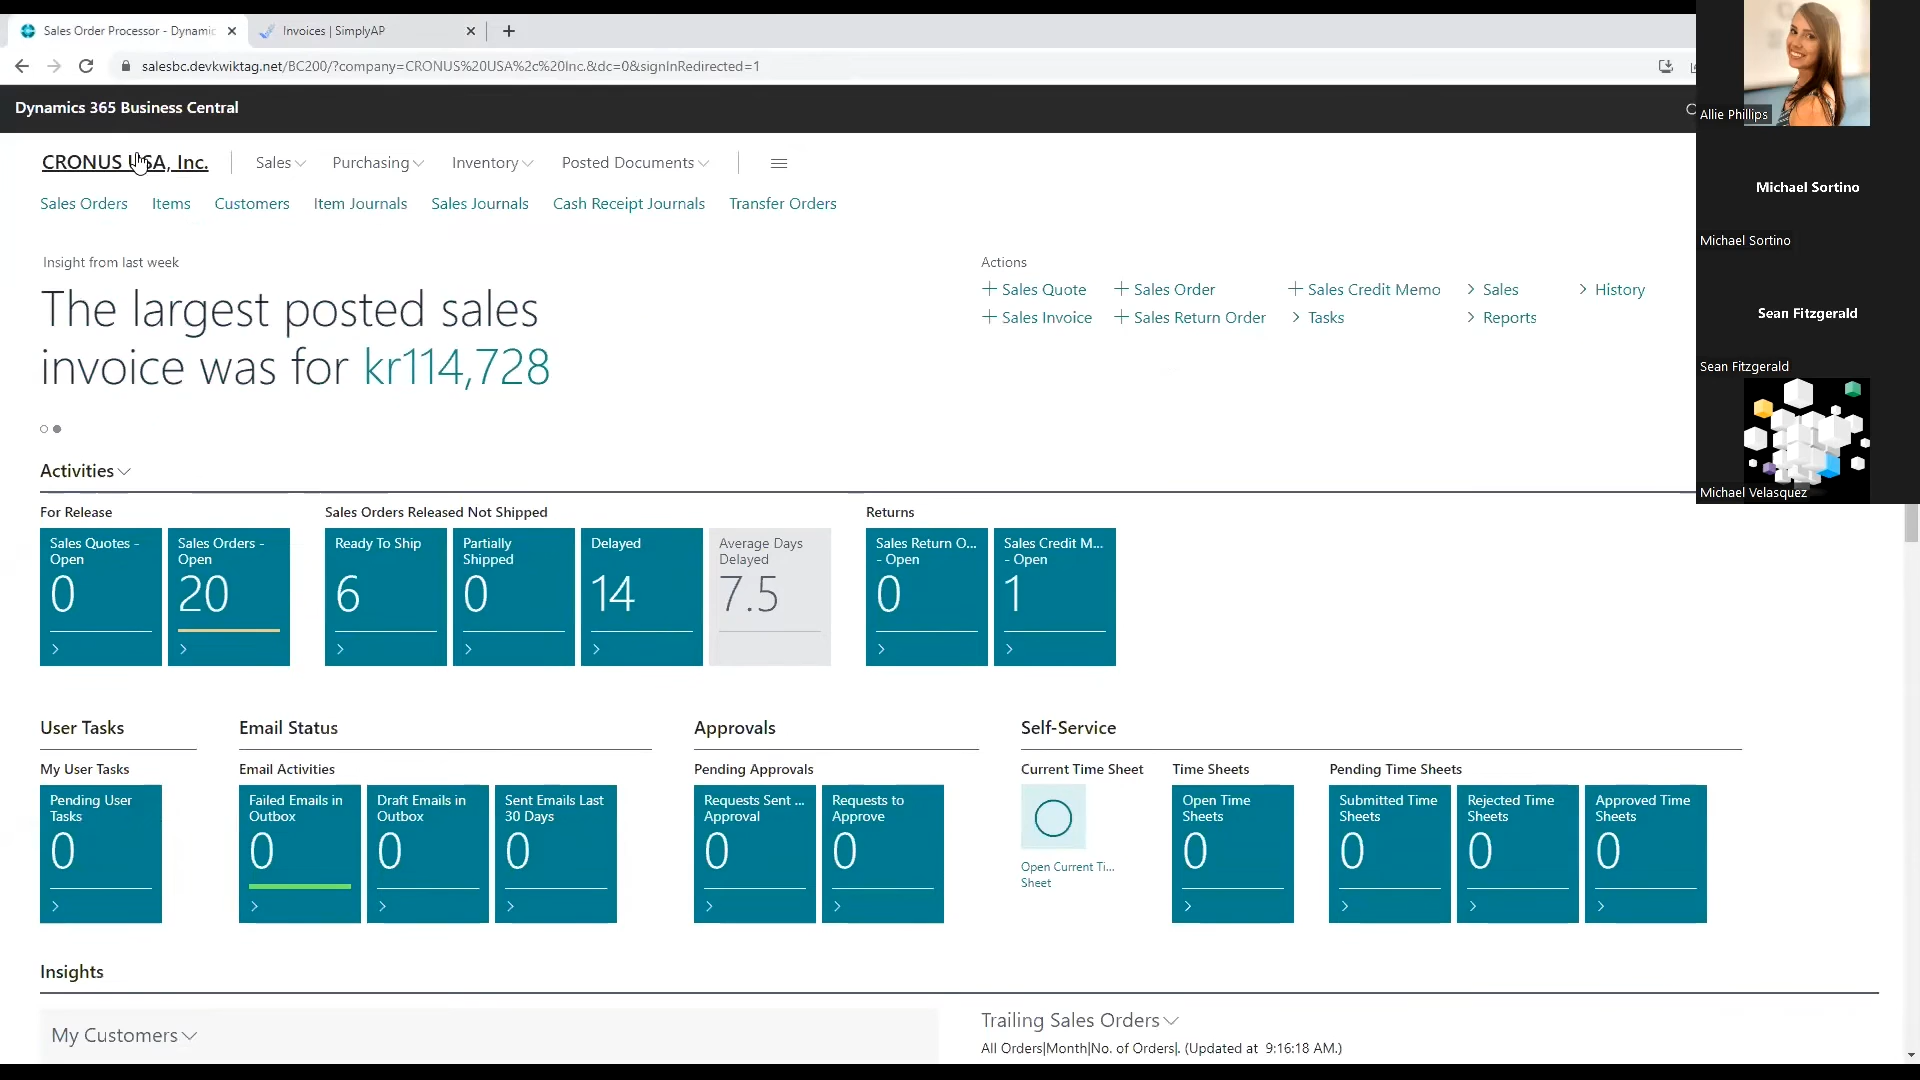 Sales Order Processor - Dynamic
Invoices | SimplyAP
salesbc.devkwiktag.net/BC200/?company=CRONUS%20USA%2c%20Inc.&dc=0&signInRedirected=1
Dynamics 365 Business Central
CRONUS USA, Inc.
Sales
Purchasing
Inventory
Posted Documents
Sales Orders
Items
Customers
Item Journals
Sales Journals
Cash Receipt Journals
Transfer Orders
Insight from last week
The largest posted sales
invoice was for kr114,728
Actions
Sales Quote
Sales Order
Sales Credit Memo
Sales
History
Sales Invoice
Sales Return Order
Tasks
Reports
Activities
For Release
Sales Quotes -
Open
0
Sales Orders -
Open
20
Sales Orders Released Not Shipped
Ready To Ship
6
Partially
Shipped
0
Delayed
14
Average Days
Delayed
7.5
Returns
Sales Return O...
- Open
0
Sales Credit M...
- Open
1
User Tasks
My User Tasks
Pending User
Tasks
0
Email Status
Email Activities
Failed Emails in
Outbox
0
Draft Emails in
Outbox
0
Sent Emails Last
30 Days
0
Approvals
Pending Approvals
Requests Sent ...
Approval
0
Requests to
Approve
0
Self-Service
Current Time Sheet
Open Current Ti...
Sheet
Time Sheets
Open Time
Sheets
0
Pending Time Sheets
Submitted Time
Sheets
0
Rejected Time
Sheets
0
Approved Time
Sheets
0
Insights
My Customers
Trailing Sales Orders
All Orders|Month|No. of Orders|. (Updated at  9:16:18 AM.)
Allie Phillips
Michael Sortino
Michael Sortino
Sean Fitzgerald
Sean Fitzgerald
Michael Velasquez